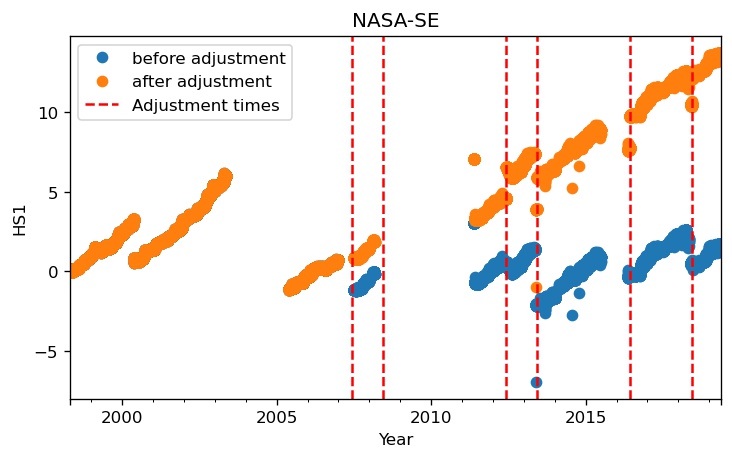 NASA-SE
before adjustment
after adjustment
Adjustment times
HS1
10
5
0
−5
2000 2005 2010 2015
Year